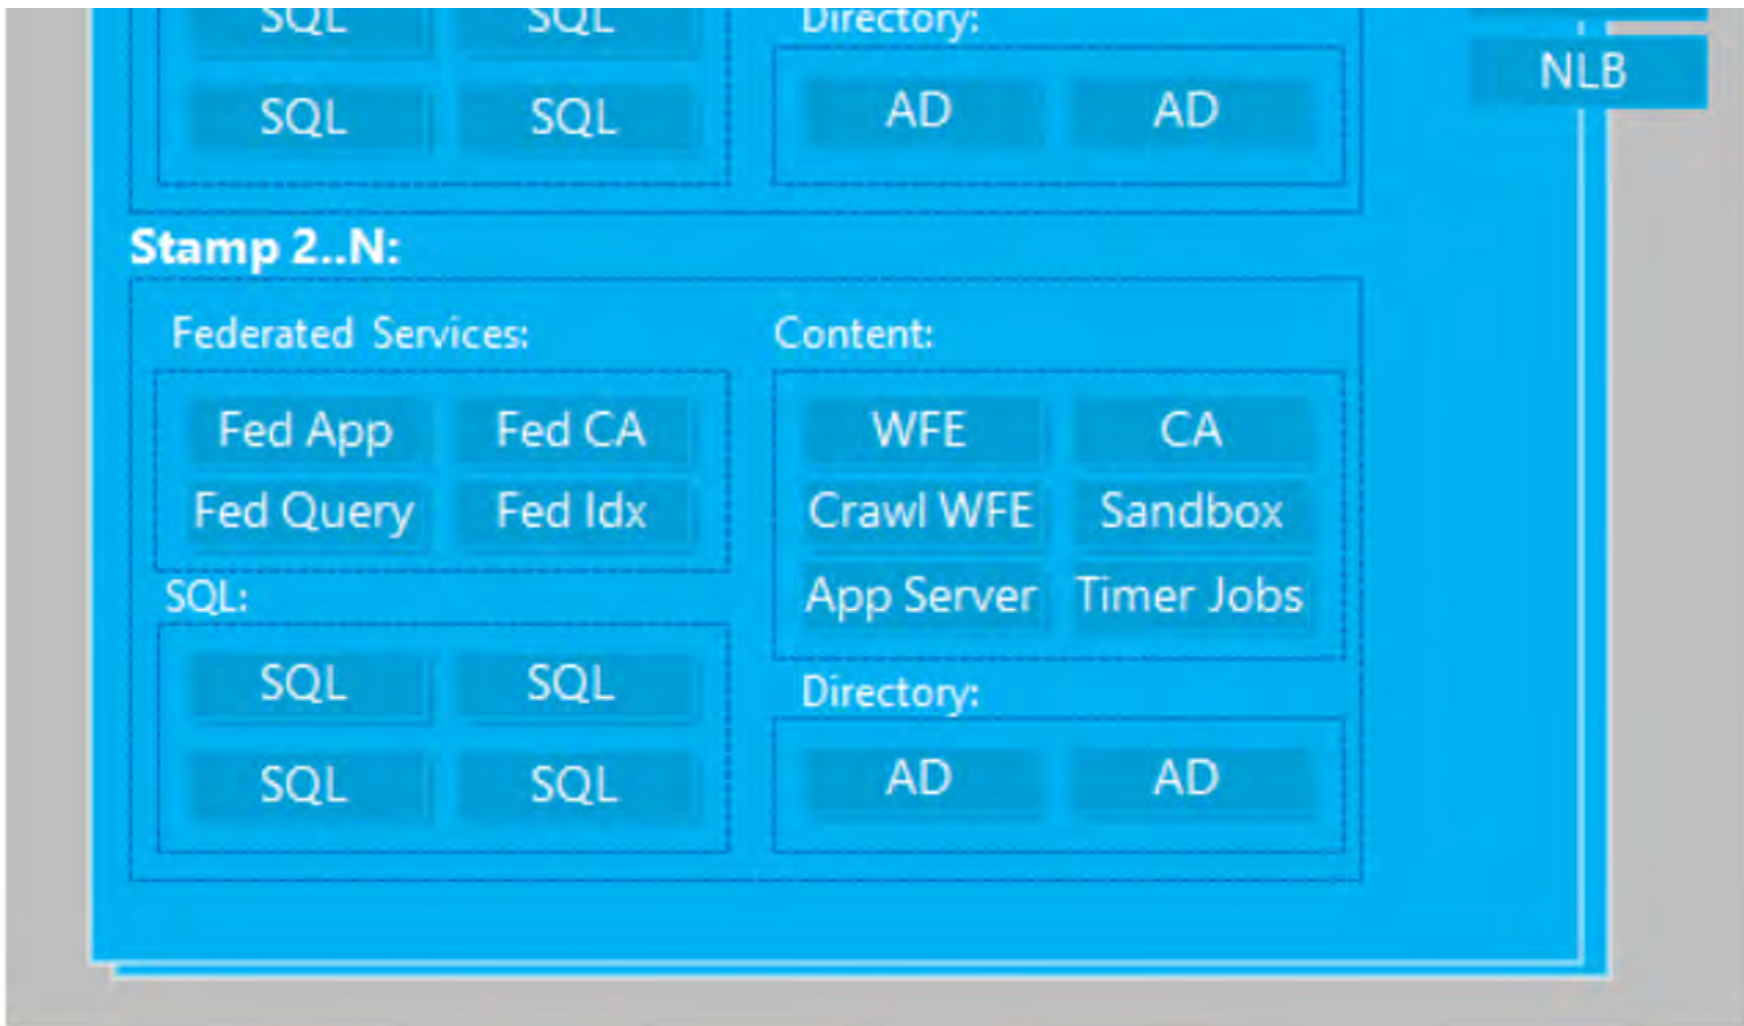 SQL SQL Directory:
NLB
SQL SQL AD AD
Stamp 2..N:
Federated Services:
Fed App Fed CA
Fed Query Fed Idx
SQL:
SQL SQL
SQL SQL
Content:
WFE CA
Crawl WFE Sandbox
App Server Timer Jobs
Directory:
AD AD